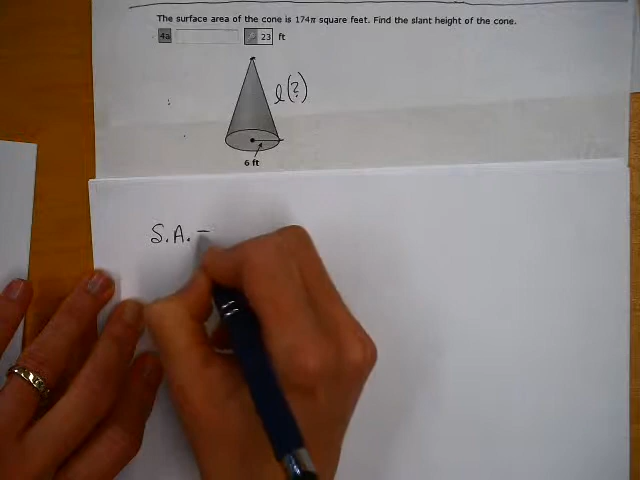 The surface area of the cone is 174π square feet. Find the slant height of the cone.
4a 23 ft
l(?)
6 ft
S.A. =